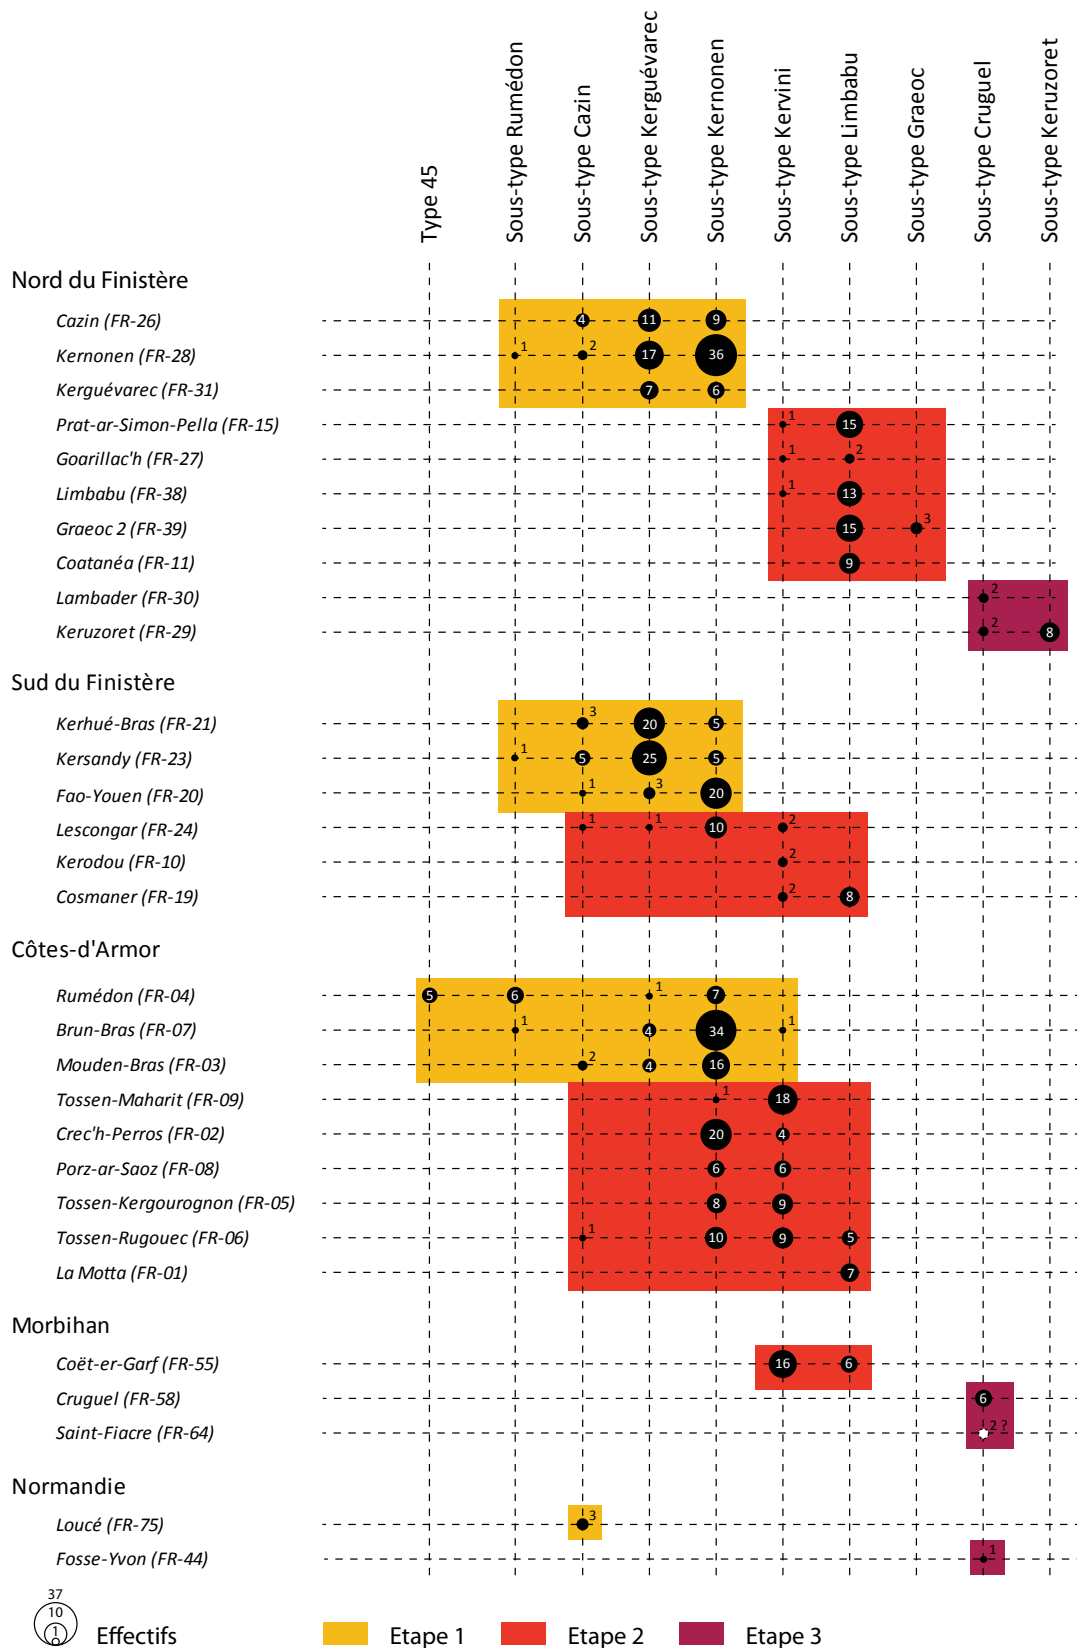 Type 45
Sous-type Rumédon
Sous-type Cazin
Sous-type Kerguévarec
Sous-type Kernonen
Sous-type Kervini
Sous-type Limbabu
Sous-type Graeoc
Sous-type Cruguel
Sous-type Keruzoret
Nord du Finistère
Cazin (FR-26) 4 11 9
Kernonen (FR-28) 1 2 17 36
Kerguévarec (FR-31) 7 6
Prat-ar-Simon-Pella (FR-15) 1 15
Goarillac'h (FR-27) 1 2
Limbabu (FR-38) 1 13
Graeoc 2 (FR-39) 15 3
Coatanéa (FR-11) 9
Lambader (FR-30) 2
Keruzoret (FR-29) 2 8
Sud du Finistère
Kerhué-Bras (FR-21) 3 20 5
Kersandy (FR-23) 1 5 25 5
Fao-Youen (FR-20) 1 3 20
Lescongar (FR-24) 1 1 10 2
Kerodou (FR-10) 2
Cosmaner (FR-19) 2 8
Côtes-d'Armor
Rumédon (FR-04) 5 6 1 7
Brun-Bras (FR-07) 1 4 34 1
Mouden-Bras (FR-03) 2 4 16
Tossen-Maharit (FR-09) 1 18
Crec'h-Perros (FR-02) 20 4
Porz-ar-Saoz (FR-08) 6 6
Tossen-Kergourognon (FR-05) 8 9
Tossen-Rugouec (FR-06) 1 10 9 5
La Motta (FR-01) 7
Morbihan
Coët-er-Garf (FR-55) 16 6
Cruguel (FR-58) 6
Saint-Fiacre (FR-64) 2 ?
Normandie
Loucé (FR-75) 3
Fosse-Yvon (FR-44) 1
37
10
1
Effectifs
Etape 1
Etape 2
Etape 3